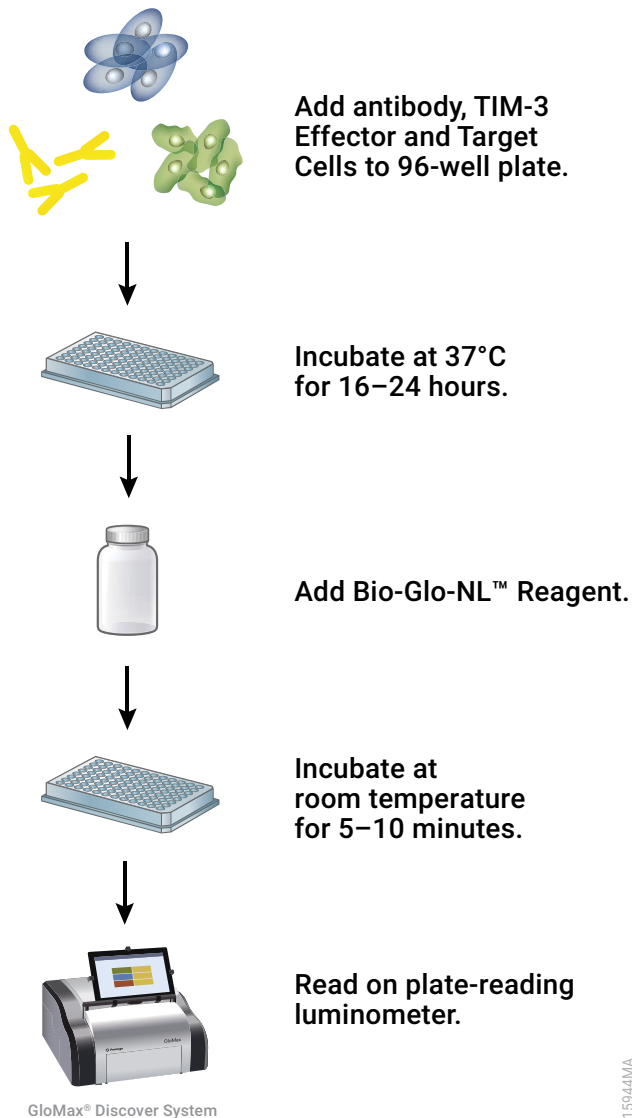 Add antibody, TIM-3
Effector and Target
Cells to 96-well plate.
Incubate at 37°C
for 16–24 hours.
Add Bio-Glo-NL™ Reagent.
Incubate at
room temperature
for 5–10 minutes.
Read on plate-reading
luminometer.
Promega
GloMax
GloMax® Discover System
15944MA